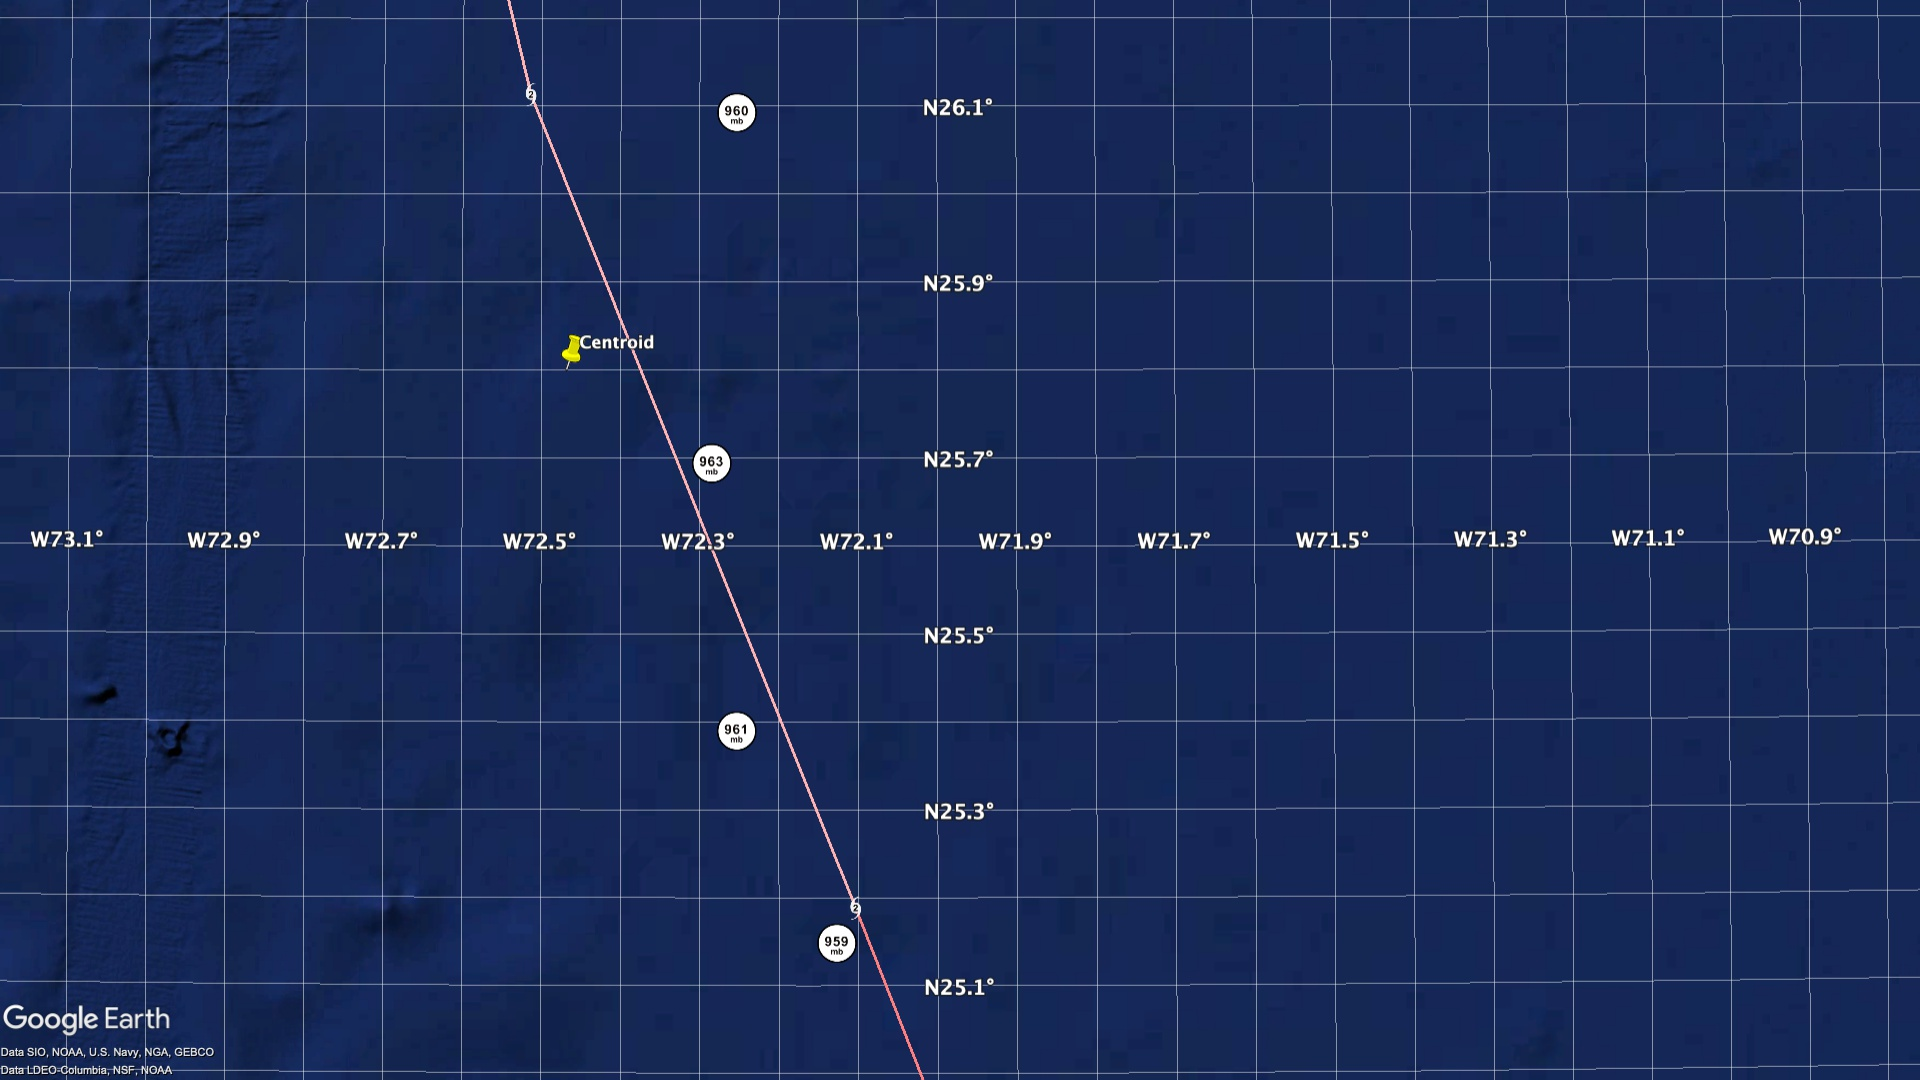 2
960
mb
N26.1°
N25.9°
Centroid
963
mb
N25.7°
W73.1°
W72.9°
W72.7°
W72.5°
W72.3°
W72.1°
W71.9°
W71.7°
W71.5°
W71.3°
W71.1°
W70.9°
N25.5°
961
mb
N25.3°
2
959
mb
N25.1°
Google Earth
Data SIO, NOAA, U.S. Navy, NGA, GEBCO
Data LDEO-Columbia, NSF, NOAA